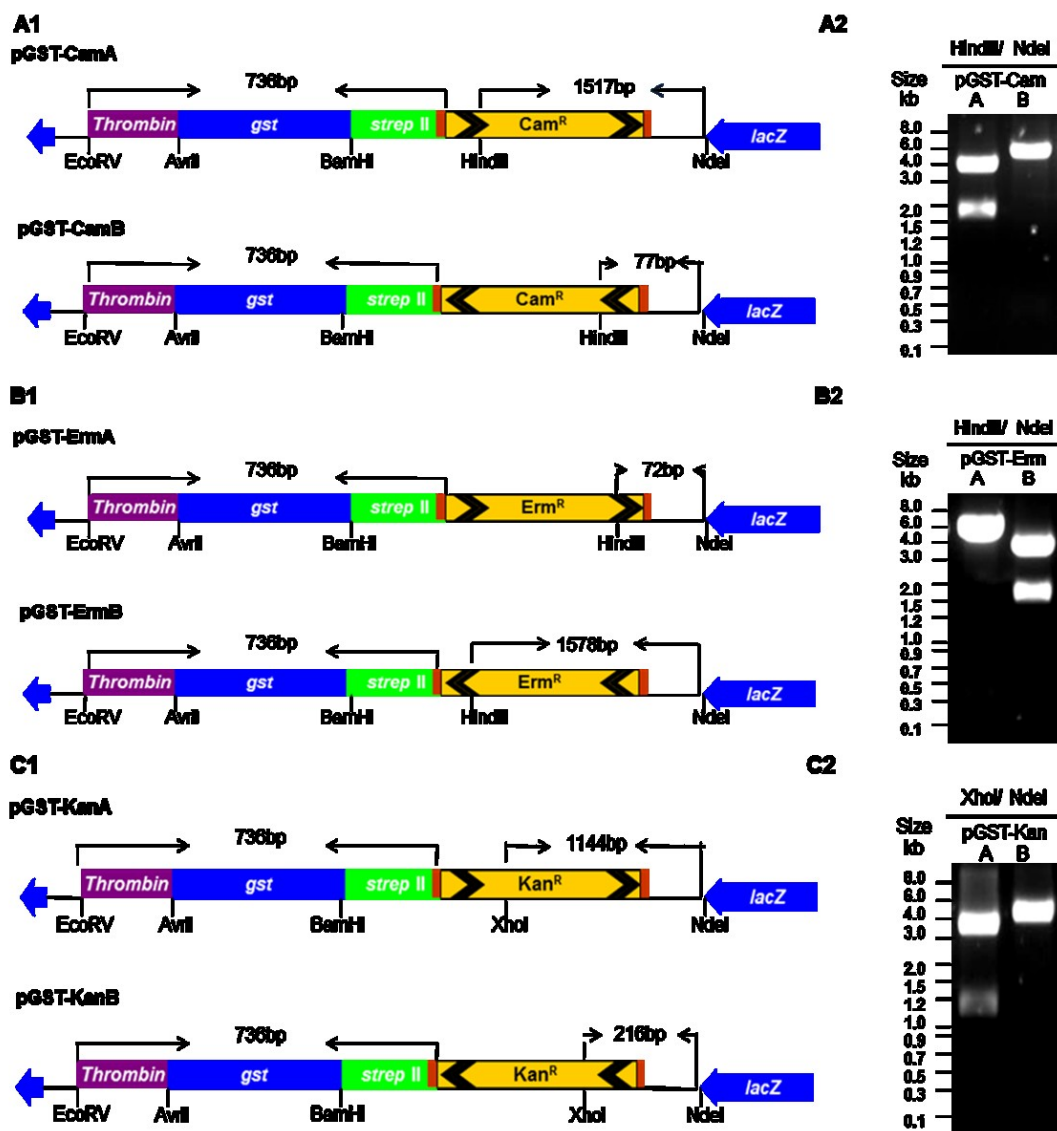 A1
pGST-CamA
736bp
1517bp
Thrombin gst strep II CamR lacZ
EcoRV AvrII BamHI HindIII NdeI
pGST-CamB
736bp
77bp
Thrombin gst strep II CamR lacZ
EcoRV AvrII BamHI HindIII NdeI
A2
HindIII/ NdeI
Size kb
pGST-Cam
A B
8.0
6.0
4.0
3.0
2.0
1.5
1.2
1.0
0.9
0.7
0.5
0.3
0.1
B1
pGST-ErmA
736bp
72bp
Thrombin gst strep II ErmR lacZ
EcoRV AvrII BamHI HindIII NdeI
pGST-ErmB
736bp
1578bp
Thrombin gst strep II ErmR lacZ
EcoRV AvrII BamHI HindIII NdeI
B2
HindIII/ NdeI
Size kb
pGST-Erm
A B
8.0
6.0
4.0
3.0
2.0
1.5
1.2
1.0
0.9
0.7
0.5
0.3
0.1
C1
pGST-KanA
736bp
1144bp
Thrombin gst strep II KanR lacZ
EcoRV AvrII BamHI XhoI NdeI
pGST-KanB
736bp
216bp
Thrombin gst strep II KanR lacZ
EcoRV AvrII BamHI XhoI NdeI
C2
XhoI/ NdeI
Size kb
pGST-Kan
A B
8.0
6.0
4.0
3.0
2.0
1.5
1.2
1.0
0.9
0.7
0.5
0.3
0.1